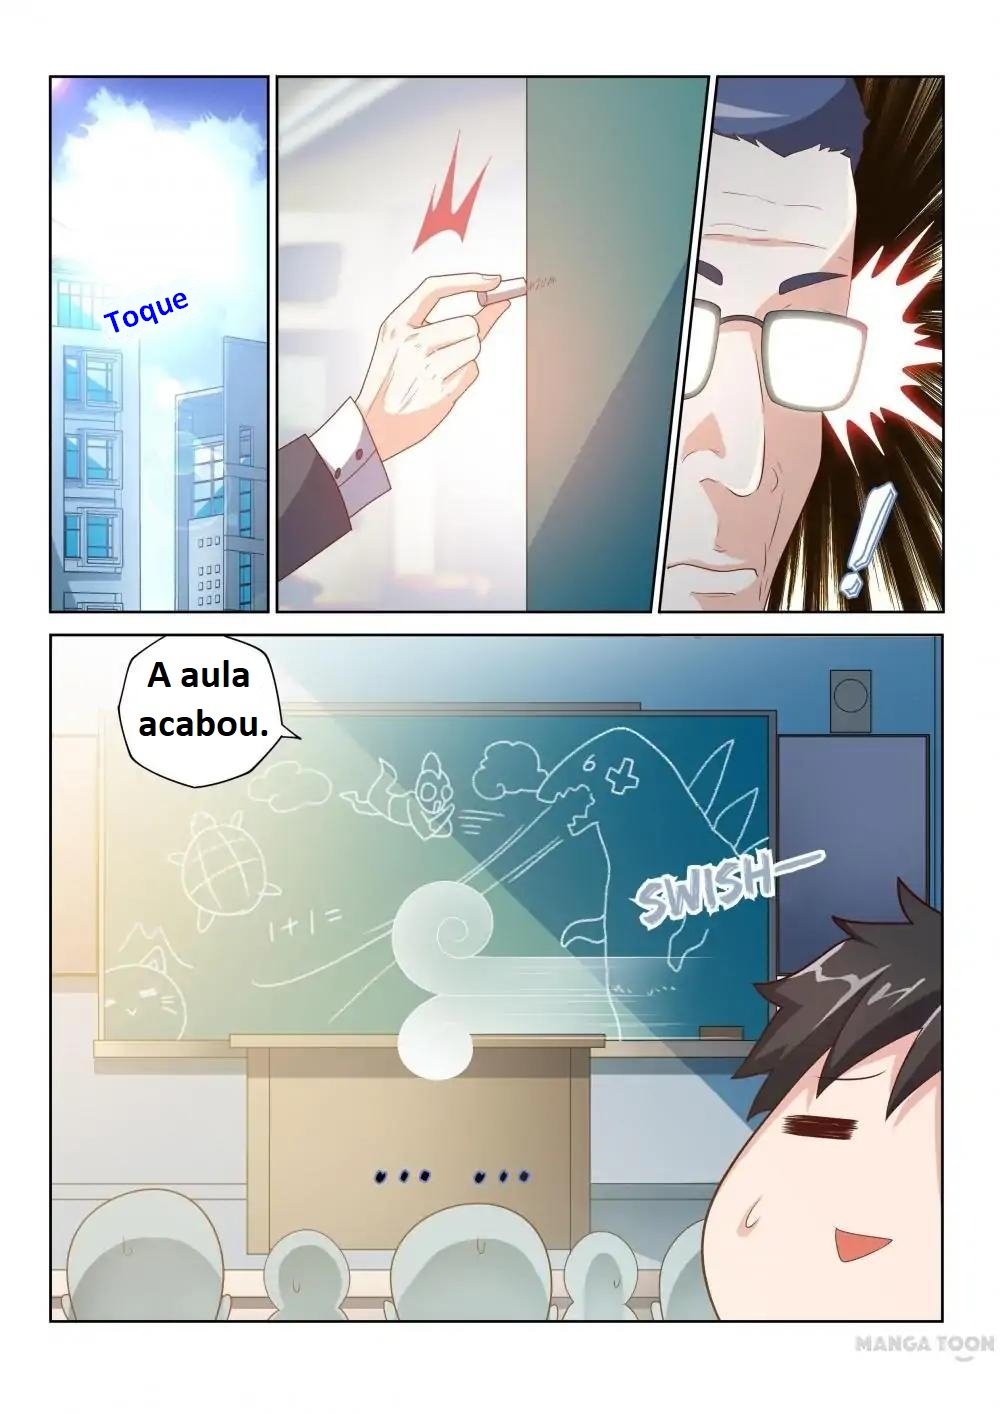 Toque
A aula
acabou.
1+1=
SWISH—
... ...
MANGA TOON